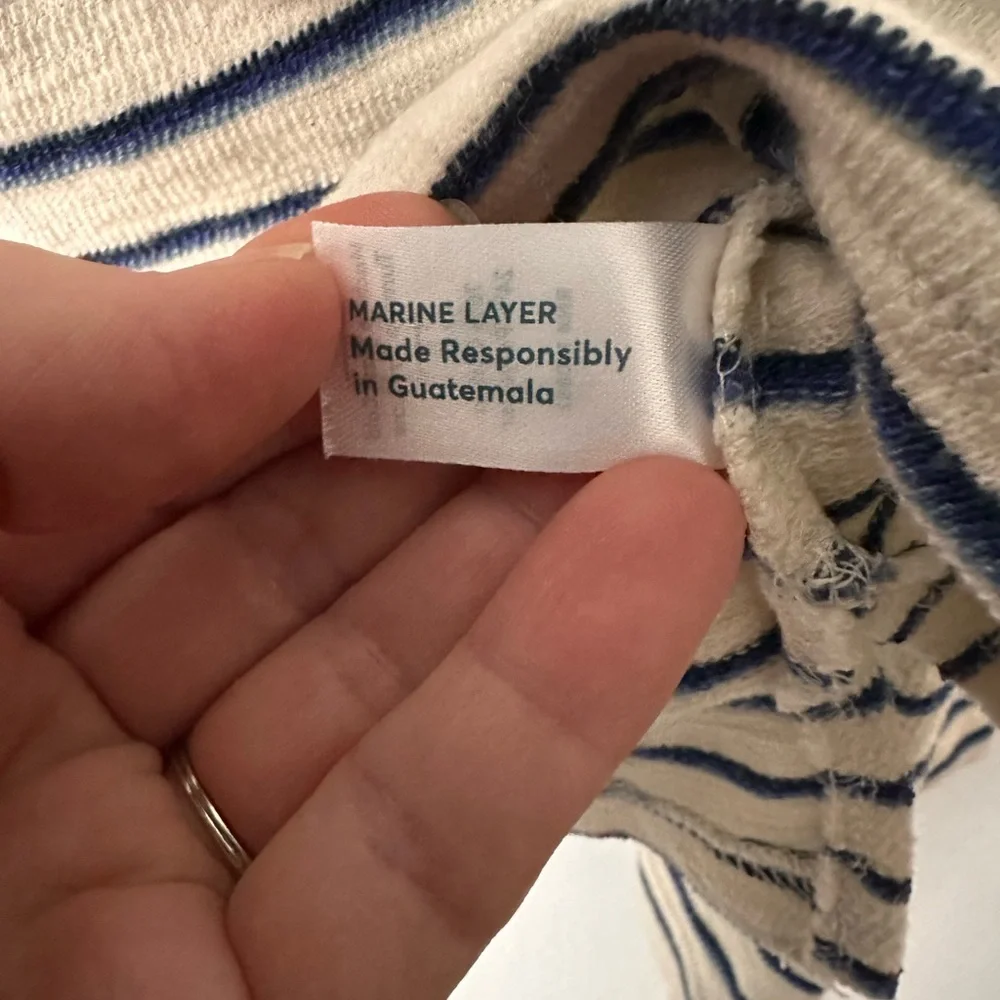 MARINE LAYER
Made Responsibly
in Guatemala